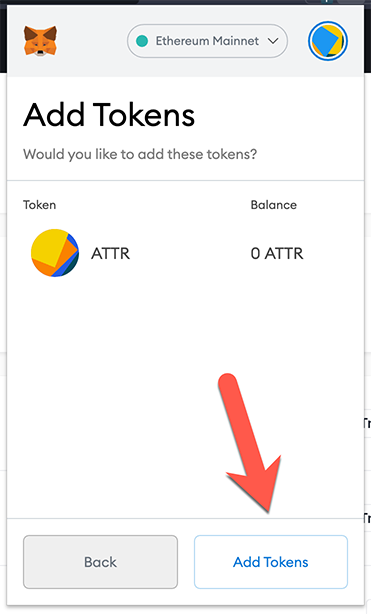 Ethereum Mainnet
Add Tokens
Would you like to add these tokens?
Token Balance
ATTR 0 ATTR
Back Add Tokens